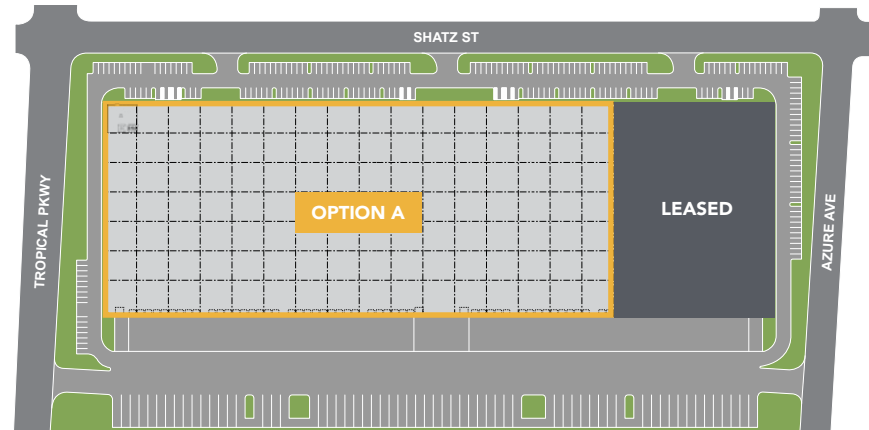 SHATZ ST
TROPICAL PKWY
OPTION A
LEASED
AZURE AVE